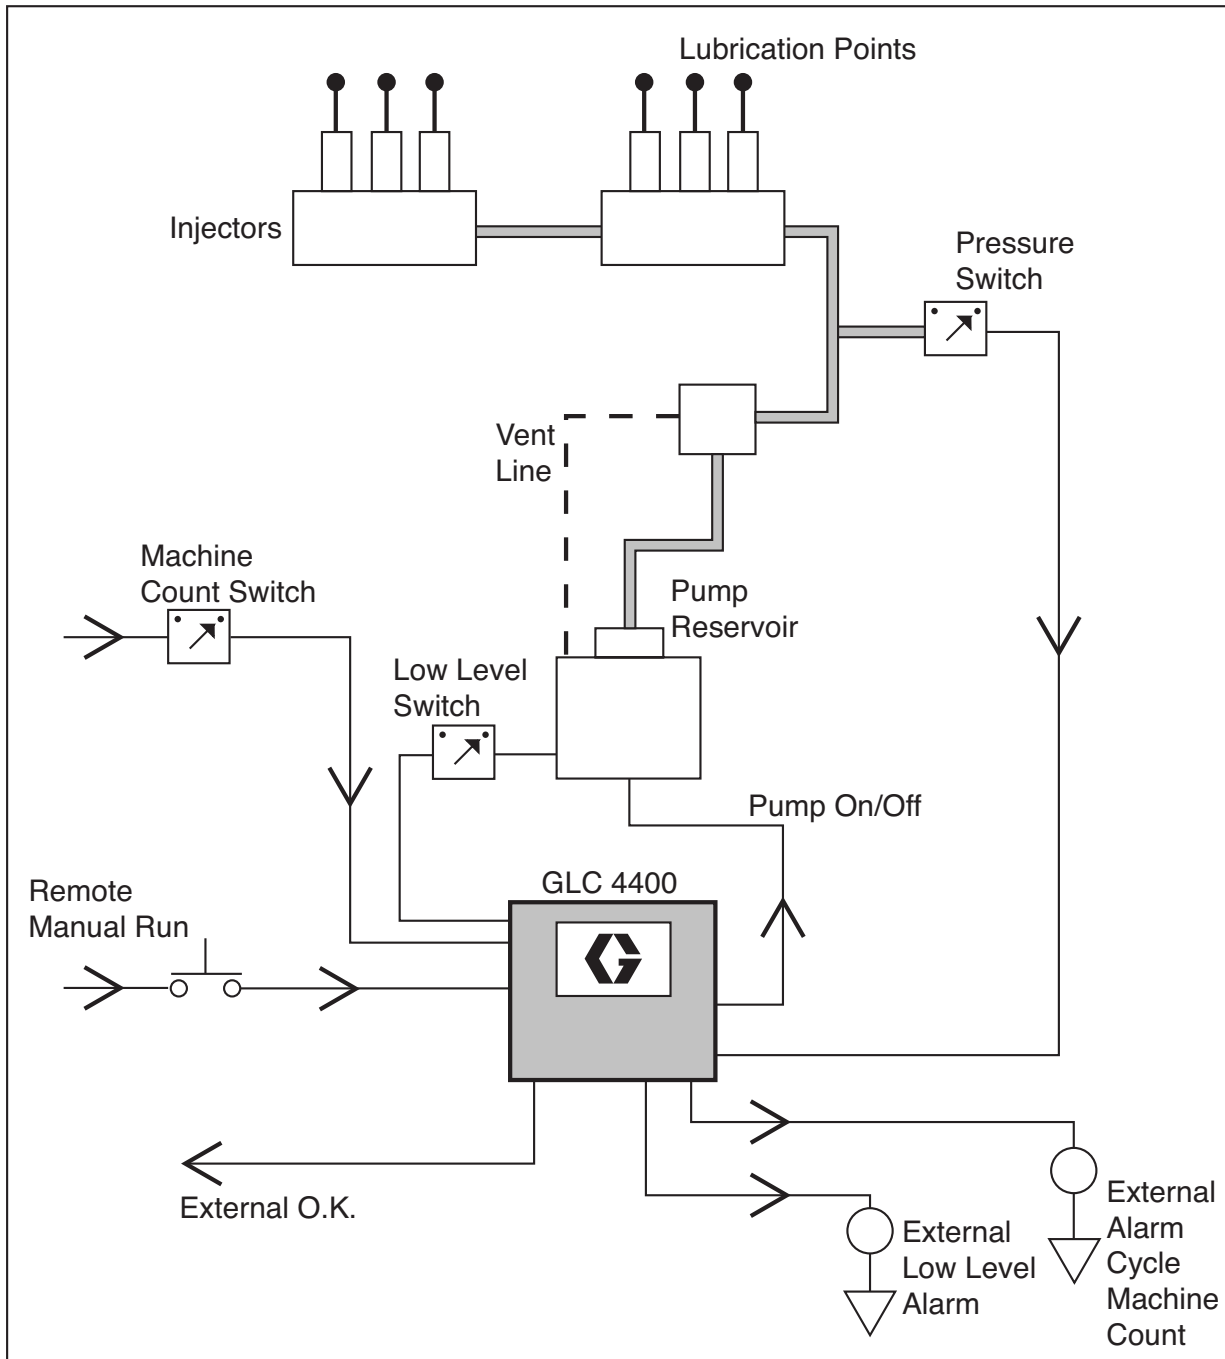 Lubrication Points
Injectors
Pressure
Switch
Vent
Line
Machine
Count Switch
Pump
Reservoir
Low Level
Switch
Pump On/Off
GLC 4400
Remote
Manual Run
External O.K.
External
Low Level
Alarm
External
Alarm
Cycle
Machine
Count